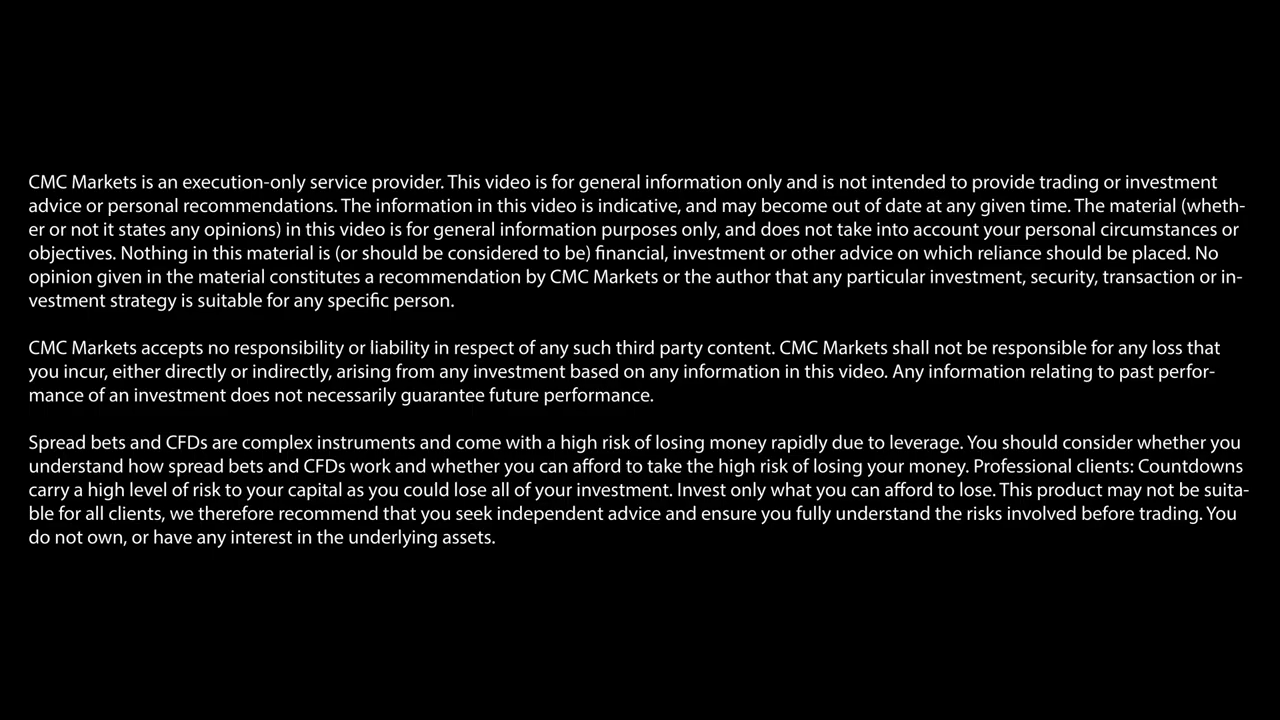 CMC Markets is an execution-only service provider. This video is for general information only and is not intended to provide trading or investment
advice or personal recommendations. The information in this video is indicative, and may become out of date at any given time. The material (wheth-
er or not it states any opinions) in this video is for general information purposes only, and does not take into account your personal circumstances or
objectives. Nothing in this material is (or should be considered to be) financial, investment or other advice on which reliance should be placed. No
opinion given in the material constitutes a recommendation by CMC Markets or the author that any particular investment, security, transaction or in-
vestment strategy is suitable for any specific person.
CMC Markets accepts no responsibility or liability in respect of any such third party content. CMC Markets shall not be responsible for any loss that
you incur, either directly or indirectly, arising from any investment based on any information in this video. Any information relating to past perfor-
mance of an investment does not necessarily guarantee future performance.
Spread bets and CFDs are complex instruments and come with a high risk of losing money rapidly due to leverage. You should consider whether you
understand how spread bets and CFDs work and whether you can afford to take the high risk of losing your money. Professional clients: Countdowns
carry a high level of risk to your capital as you could lose all of your investment. Invest only what you can afford to lose. This product may not be suita-
ble for all clients, we therefore recommend that you seek independent advice and ensure you fully understand the risks involved before trading. You
do not own, or have any interest in the underlying assets.